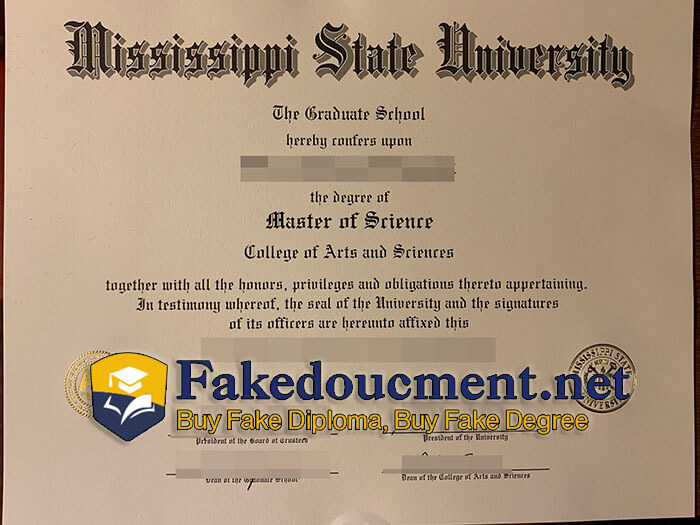 Mississippi State University
The Graduate School
hereby confers upon
the degree of
Master of Science
College of Arts and Sciences
together with all the honors, privileges and obligations thereto appertaining.
In testimony whereof, the seal of the University and the signatures
of its officers are hereunto affixed this
MISSISSIPPI STATE
UNIVERSITY
Fakedoucment.net
Buy Fake Diploma, Buy Fake Degree
President of the Board of Trustees
President of the University
Dean of the Graduate School
Dean of the College of Arts and Sciences